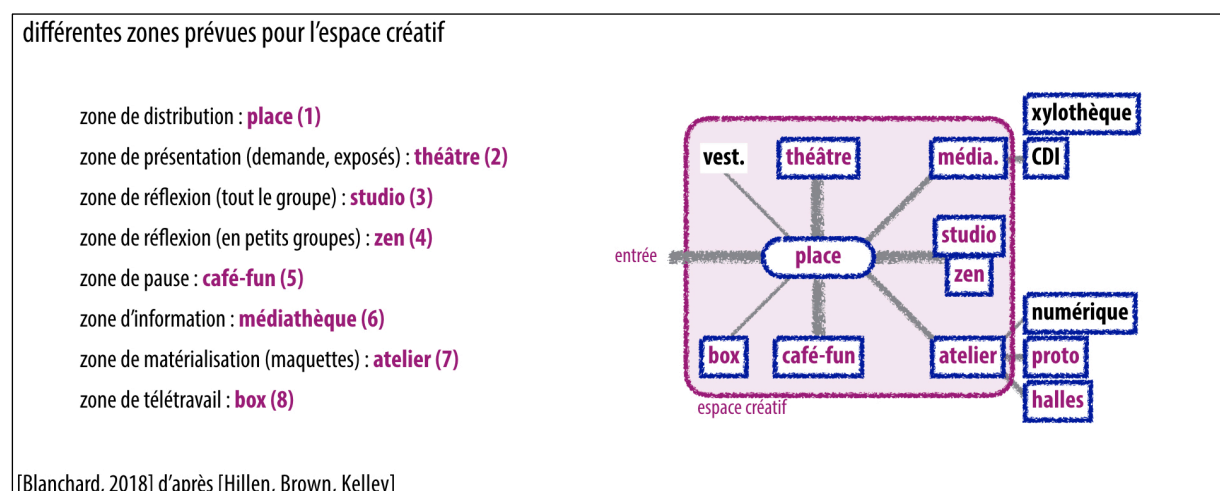 différentes zones prévues pour l'espace créatif
zone de distribution : place (1)
zone de présentation (demande, exposés) : théâtre (2)
zone de réflexion (tout le groupe) : studio (3)
zone de réflexion (en petits groupes) : zen (4)
zone de pause : café-fun (5)
zone d'information : médiathèque (6)
zone de matérialisation (maquettes) : atelier (7)
zone de télétravail : box (8)
xylothèque
vest.
théâtre
média.
CDI
studio
entrée
place
zen
numérique
box
café-fun
atelier
proto
halles
espace créatif
[Blanchard, 2018] d'après [Hillen, Brown, Kelley]